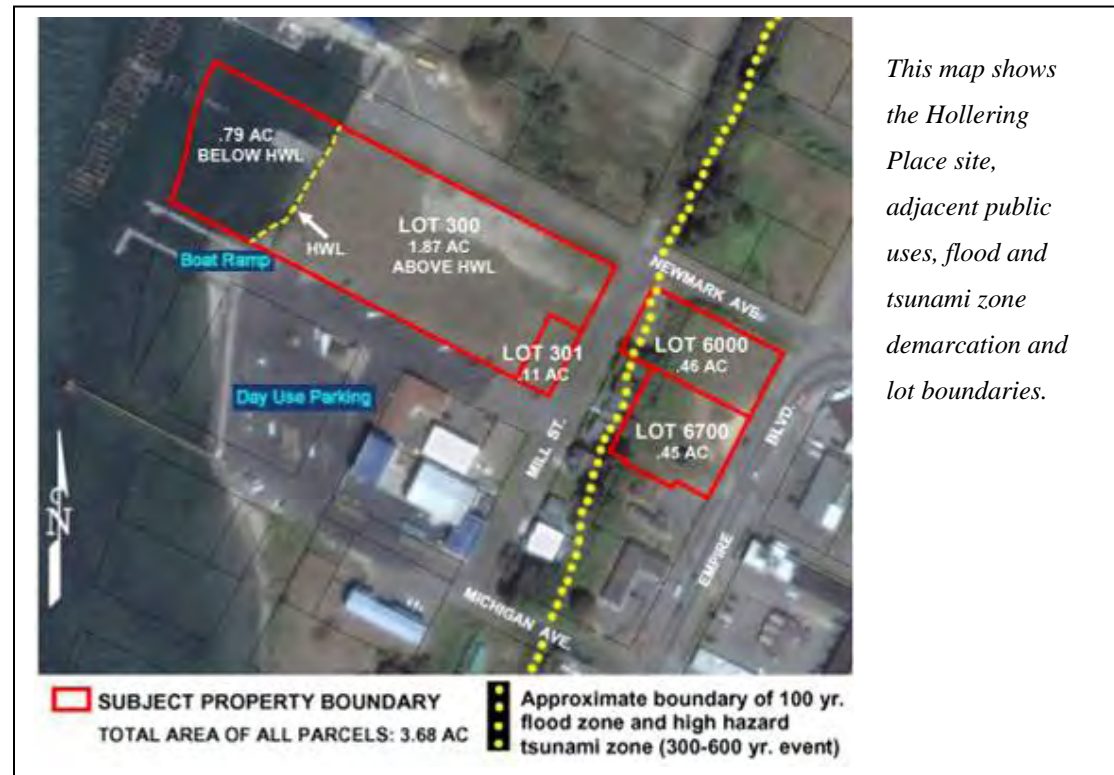 .79 AC
BELOW HWL
LOT 300
1.87 AC
ABOVE HWL
HWL
Boat Ramp
NEWMARK AVE.
LOT 301
.11 AC
LOT 6000
.46 AC
Day Use Parking
LOT 6700
.45 AC
MILL ST.
EMPIRE BLVD.
MICHIGAN AVE.
N
SUBJECT PROPERTY BOUNDARY
TOTAL AREA OF ALL PARCELS: 3.68 AC
Approximate boundary of 100 yr.
flood zone and high hazard
tsunami zone (300-600 yr. event)
This map shows
the Hollering
Place site,
adjacent public
uses, flood and
tsunami zone
demarcation and
lot boundaries.